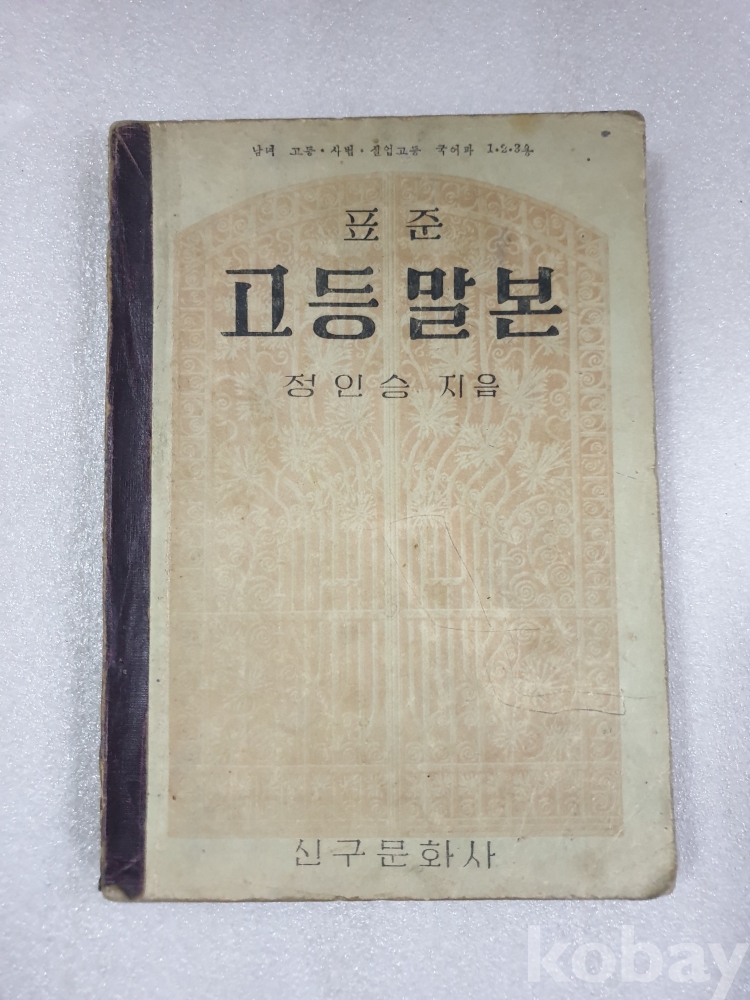 남녀 고등·사범·실업고등 국어과 1·2·3용
표준
고등말본
정인승 지음
신구문화사
kobay